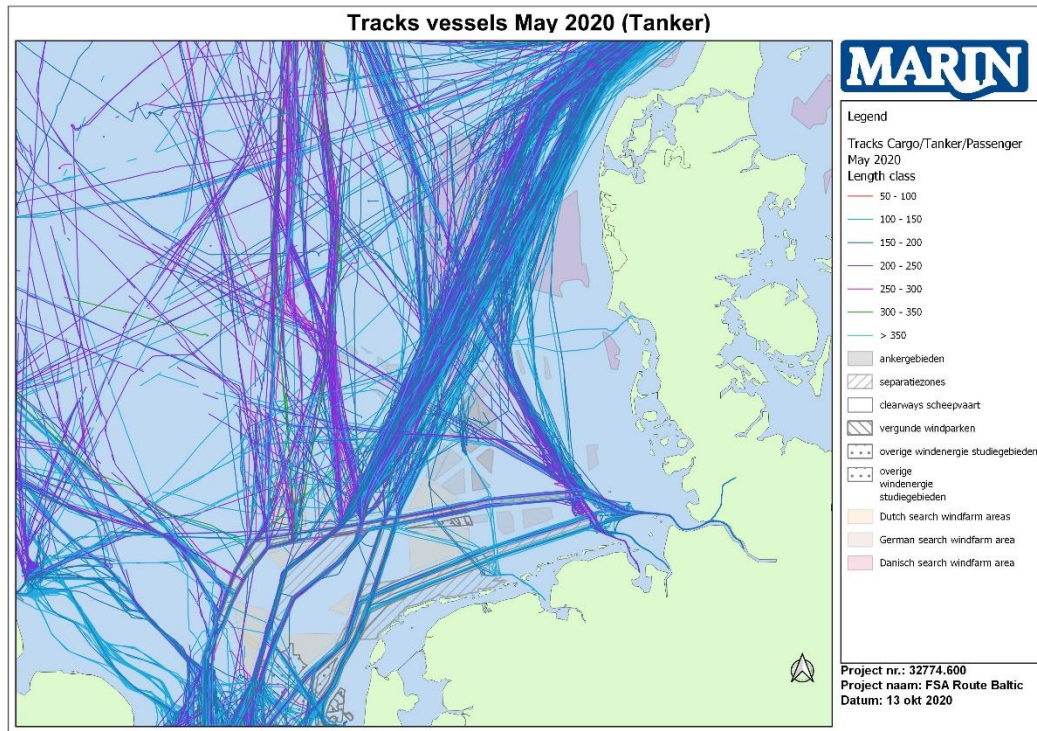 Tracks vessels May 2020 (Tanker)
MARIN
Legend
Tracks Cargo/Tanker/Passenger
May 2020
Length class
50 - 100
100 - 150
150 - 200
200 - 250
250 - 300
300 - 350
> 350
ankergebieden
separatiezones
clearways scheepvaart
vergunde windparken
overige windenergie studiegebieden
overige
windenergie
studiegebieden
Dutch search windfarm areas
German search windfarm area
Danisch search windfarm area
Project nr.: 32774.600
Project naam: FSA Route Baltic
Datum: 13 okt 2020